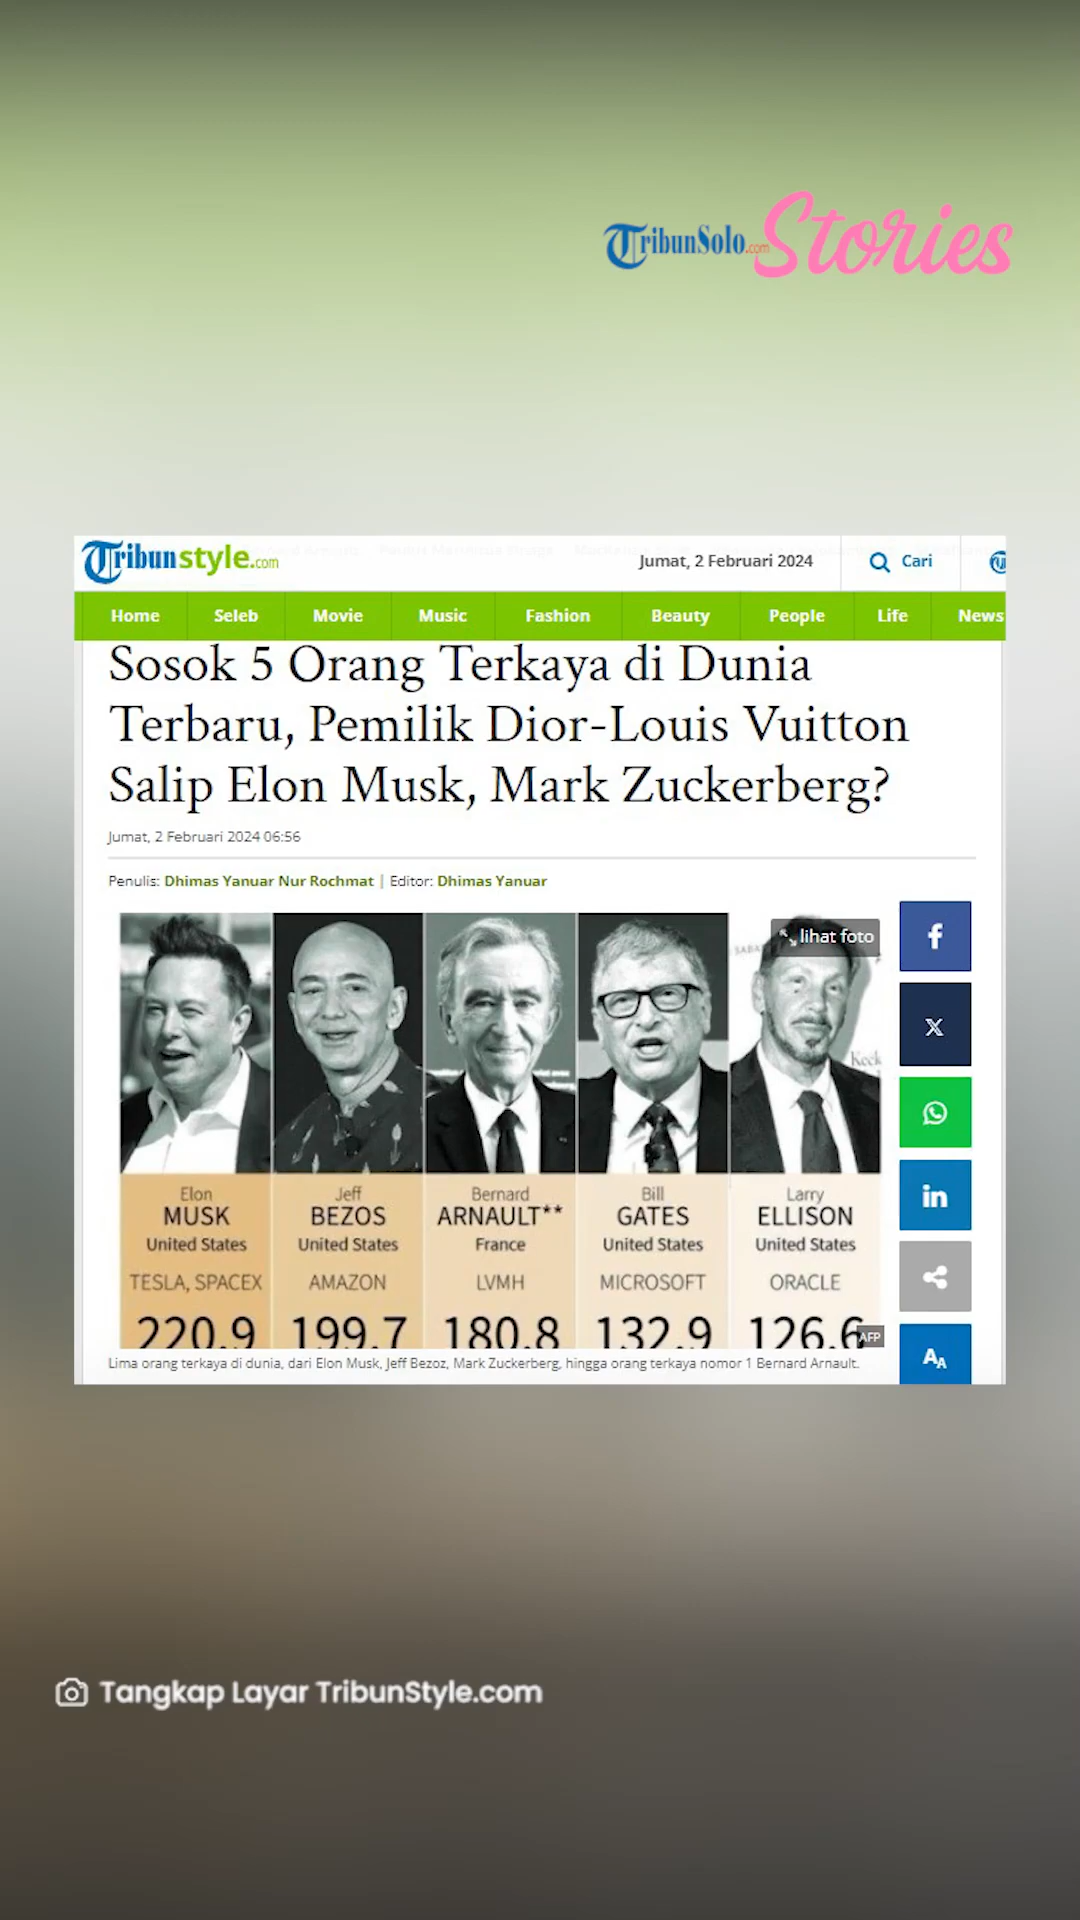 TribunSolo.com Stories
Tribunstyle.com
Jumat, 2 Februari 2024
Cari
Home Seleb Movie Music Fashion Beauty People Life News
Sosok 5 Orang Terkaya di Dunia
Terbaru, Pemilik Dior-Louis Vuitton
Salip Elon Musk, Mark Zuckerberg?
Jumat, 2 Februari 2024 06:56
Penulis: Dhimas Yanuar Nur Rochmat | Editor: Dhimas Yanuar
lihat foto
Elon Jeff Bernard Bill Larry
MUSK BEZOS ARNAULT** GATES ELLISON
United States United States France United States United States
TESLA, SPACEX AMAZON LVMH MICROSOFT ORACLE
220.9 199.7 180.8 132.9 126.6
AFP
Lima orang terkaya di dunia, dari Elon Musk, Jeff Bezoz, Mark Zuckerberg, hingga orang terkaya nomor 1 Bernard Arnault.
Tangkap Layar TribunStyle.com